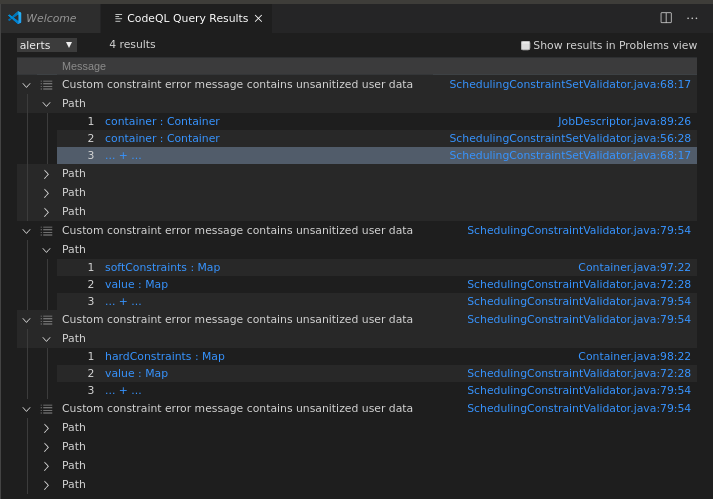 Welcome CodeQL Query Results
alerts 4 results Show results in Problems view
Message
Custom constraint error message contains unsanitized user data SchedulingConstraintSetValidator.java:68:17
Path
1 container : Container JobDescriptor.java:89:26
2 container : Container SchedulingConstraintSetValidator.java:56:28
3 ... + ... SchedulingConstraintSetValidator.java:68:17
Path
Path
Path
Custom constraint error message contains unsanitized user data SchedulingConstraintValidator.java:79:54
Path
1 softConstraints : Map Container.java:97:22
2 value : Map SchedulingConstraintValidator.java:72:28
3 ... + ... SchedulingConstraintValidator.java:79:54
Custom constraint error message contains unsanitized user data SchedulingConstraintValidator.java:79:54
Path
1 hardConstraints : Map Container.java:98:22
2 value : Map SchedulingConstraintValidator.java:72:28
3 ... + ... SchedulingConstraintValidator.java:79:54
Custom constraint error message contains unsanitized user data SchedulingConstraintValidator.java:79:54
Path
Path
Path
Path